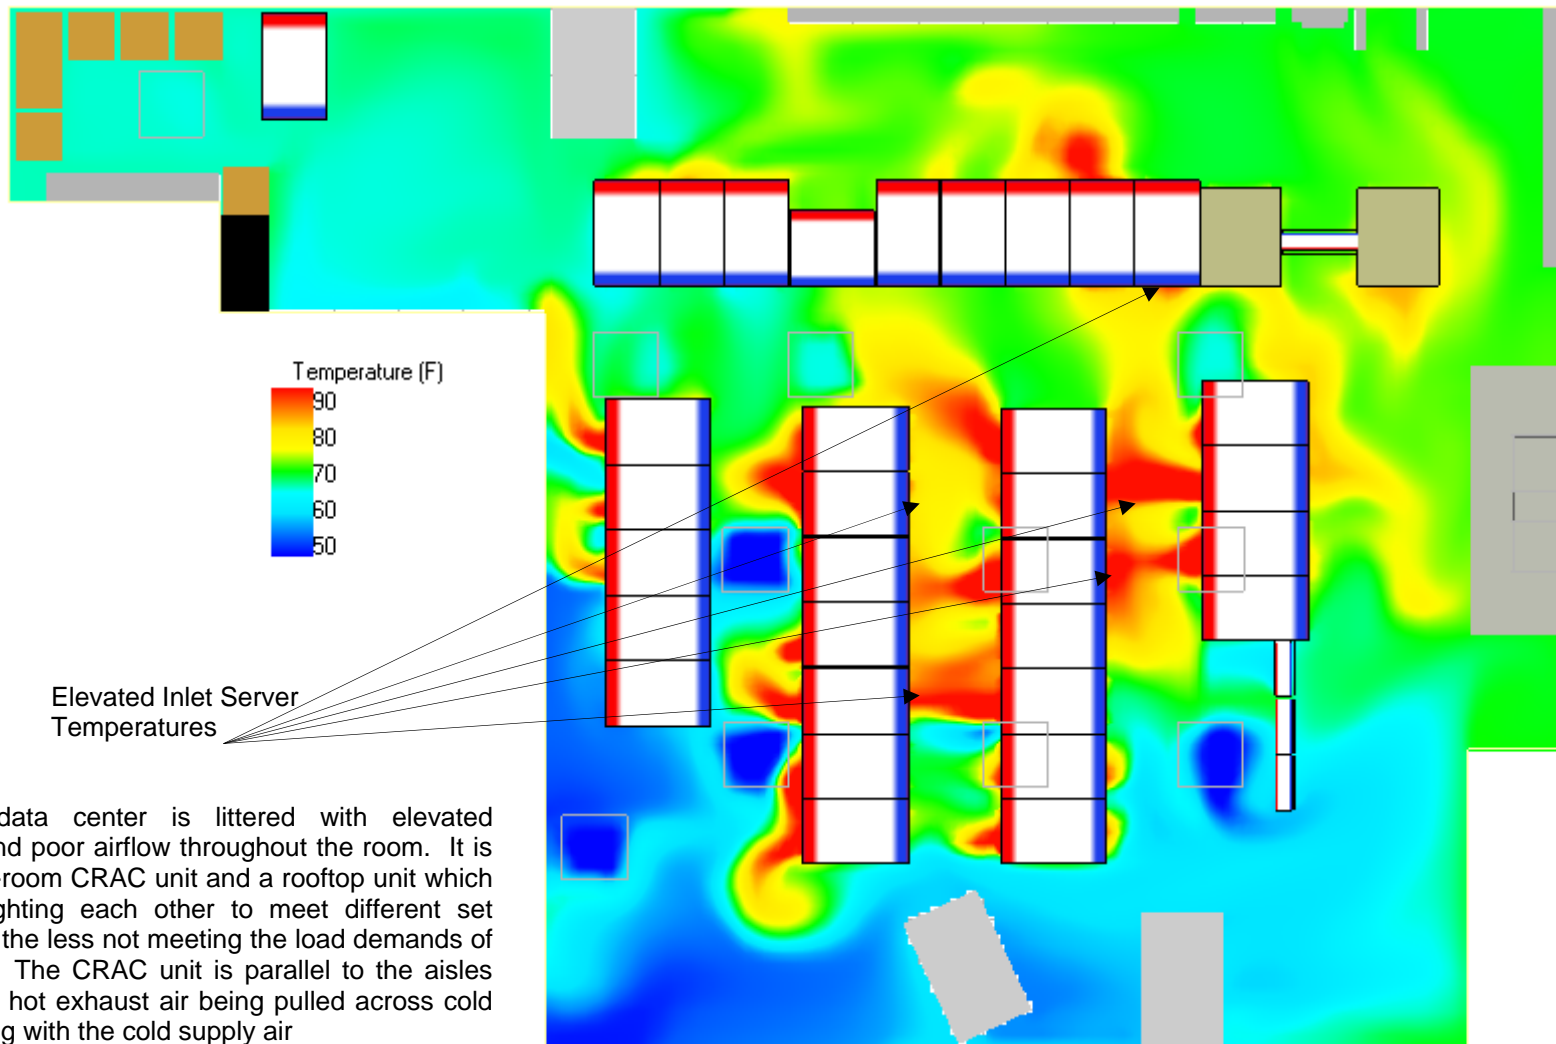 Temperature (F)
90
80
70
60
50
Elevated Inlet Server
Temperatures
data center is littered with elevated
nd poor airflow throughout the room. It is
-room CRAC unit and a rooftop unit which
ghting each other to meet different set
the less not meeting the load demands of
The CRAC unit is parallel to the aisles
hot exhaust air being pulled across cold
g with the cold supply air